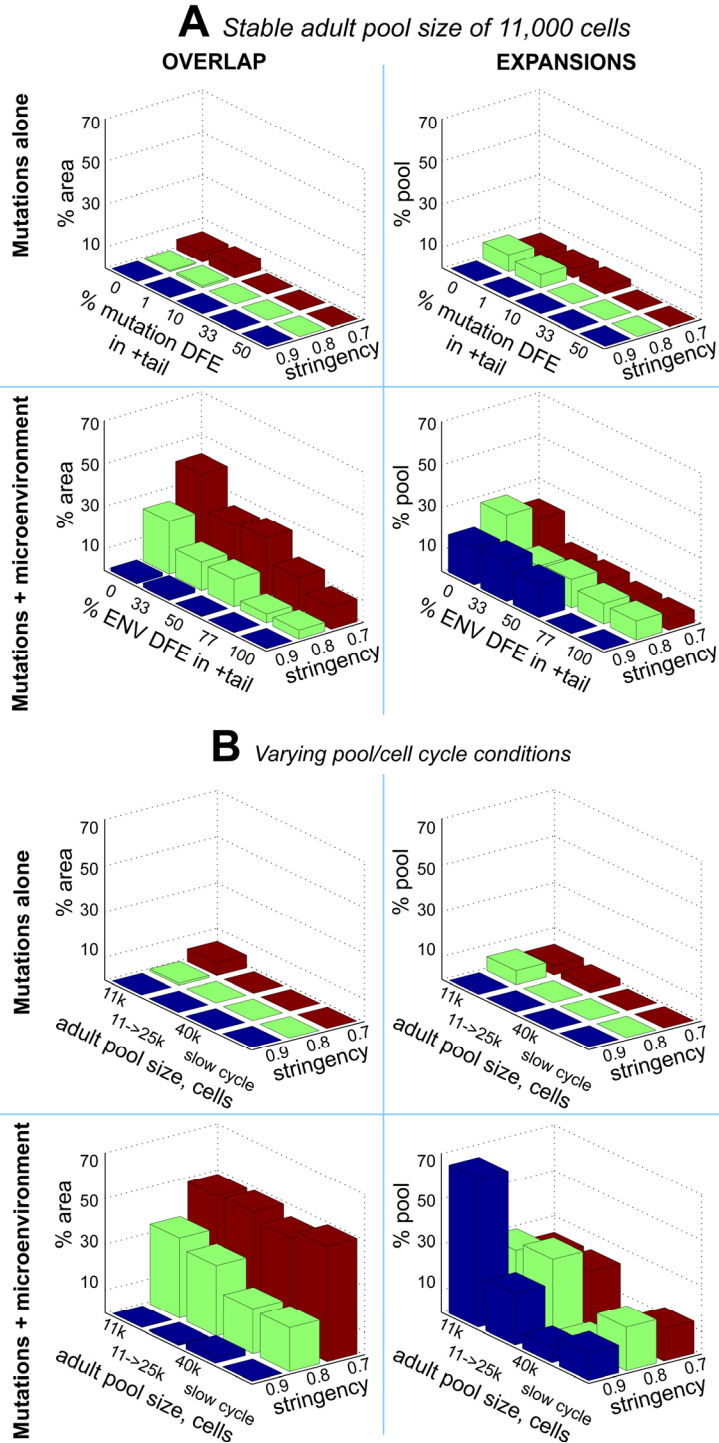 A Stable adult pool size of 11,000 cells
OVERLAP
EXPANSIONS
Mutations alone
% area
70
50
30
10
0
1
10
33
50
% mutation DFE
in +tail
0.9
0.8
0.7
stringency
% pool
70
50
30
10
0
1
10
33
50
% mutation DFE
in +tail
0.9
0.8
0.7
stringency
Mutations + microenvironment
% area
70
50
30
10
0
33
50
77
100
% ENV DFE in +tail
0.9
0.8
0.7
stringency
% pool
70
50
30
10
0
33
50
77
100
% ENV DFE in +tail
0.9
0.8
0.7
stringency
B Varying pool/cell cycle conditions
Mutations alone
% area
70
50
30
10
11k
11->25k
40k
slow cycle
adult pool size, cells
0.9
0.8
0.7
stringency
% pool
70
50
30
10
11k
11->25k
40k
slow cycle
adult pool size, cells
0.9
0.8
0.7
stringency
Mutations + microenvironment
% area
70
50
30
10
11k
11->25k
40k
slow cycle
adult pool size, cells
0.9
0.8
0.7
stringency
% pool
70
50
30
10
11k
11->25k
40k
slow cycle
adult pool size, cells
0.9
0.8
0.7
stringency